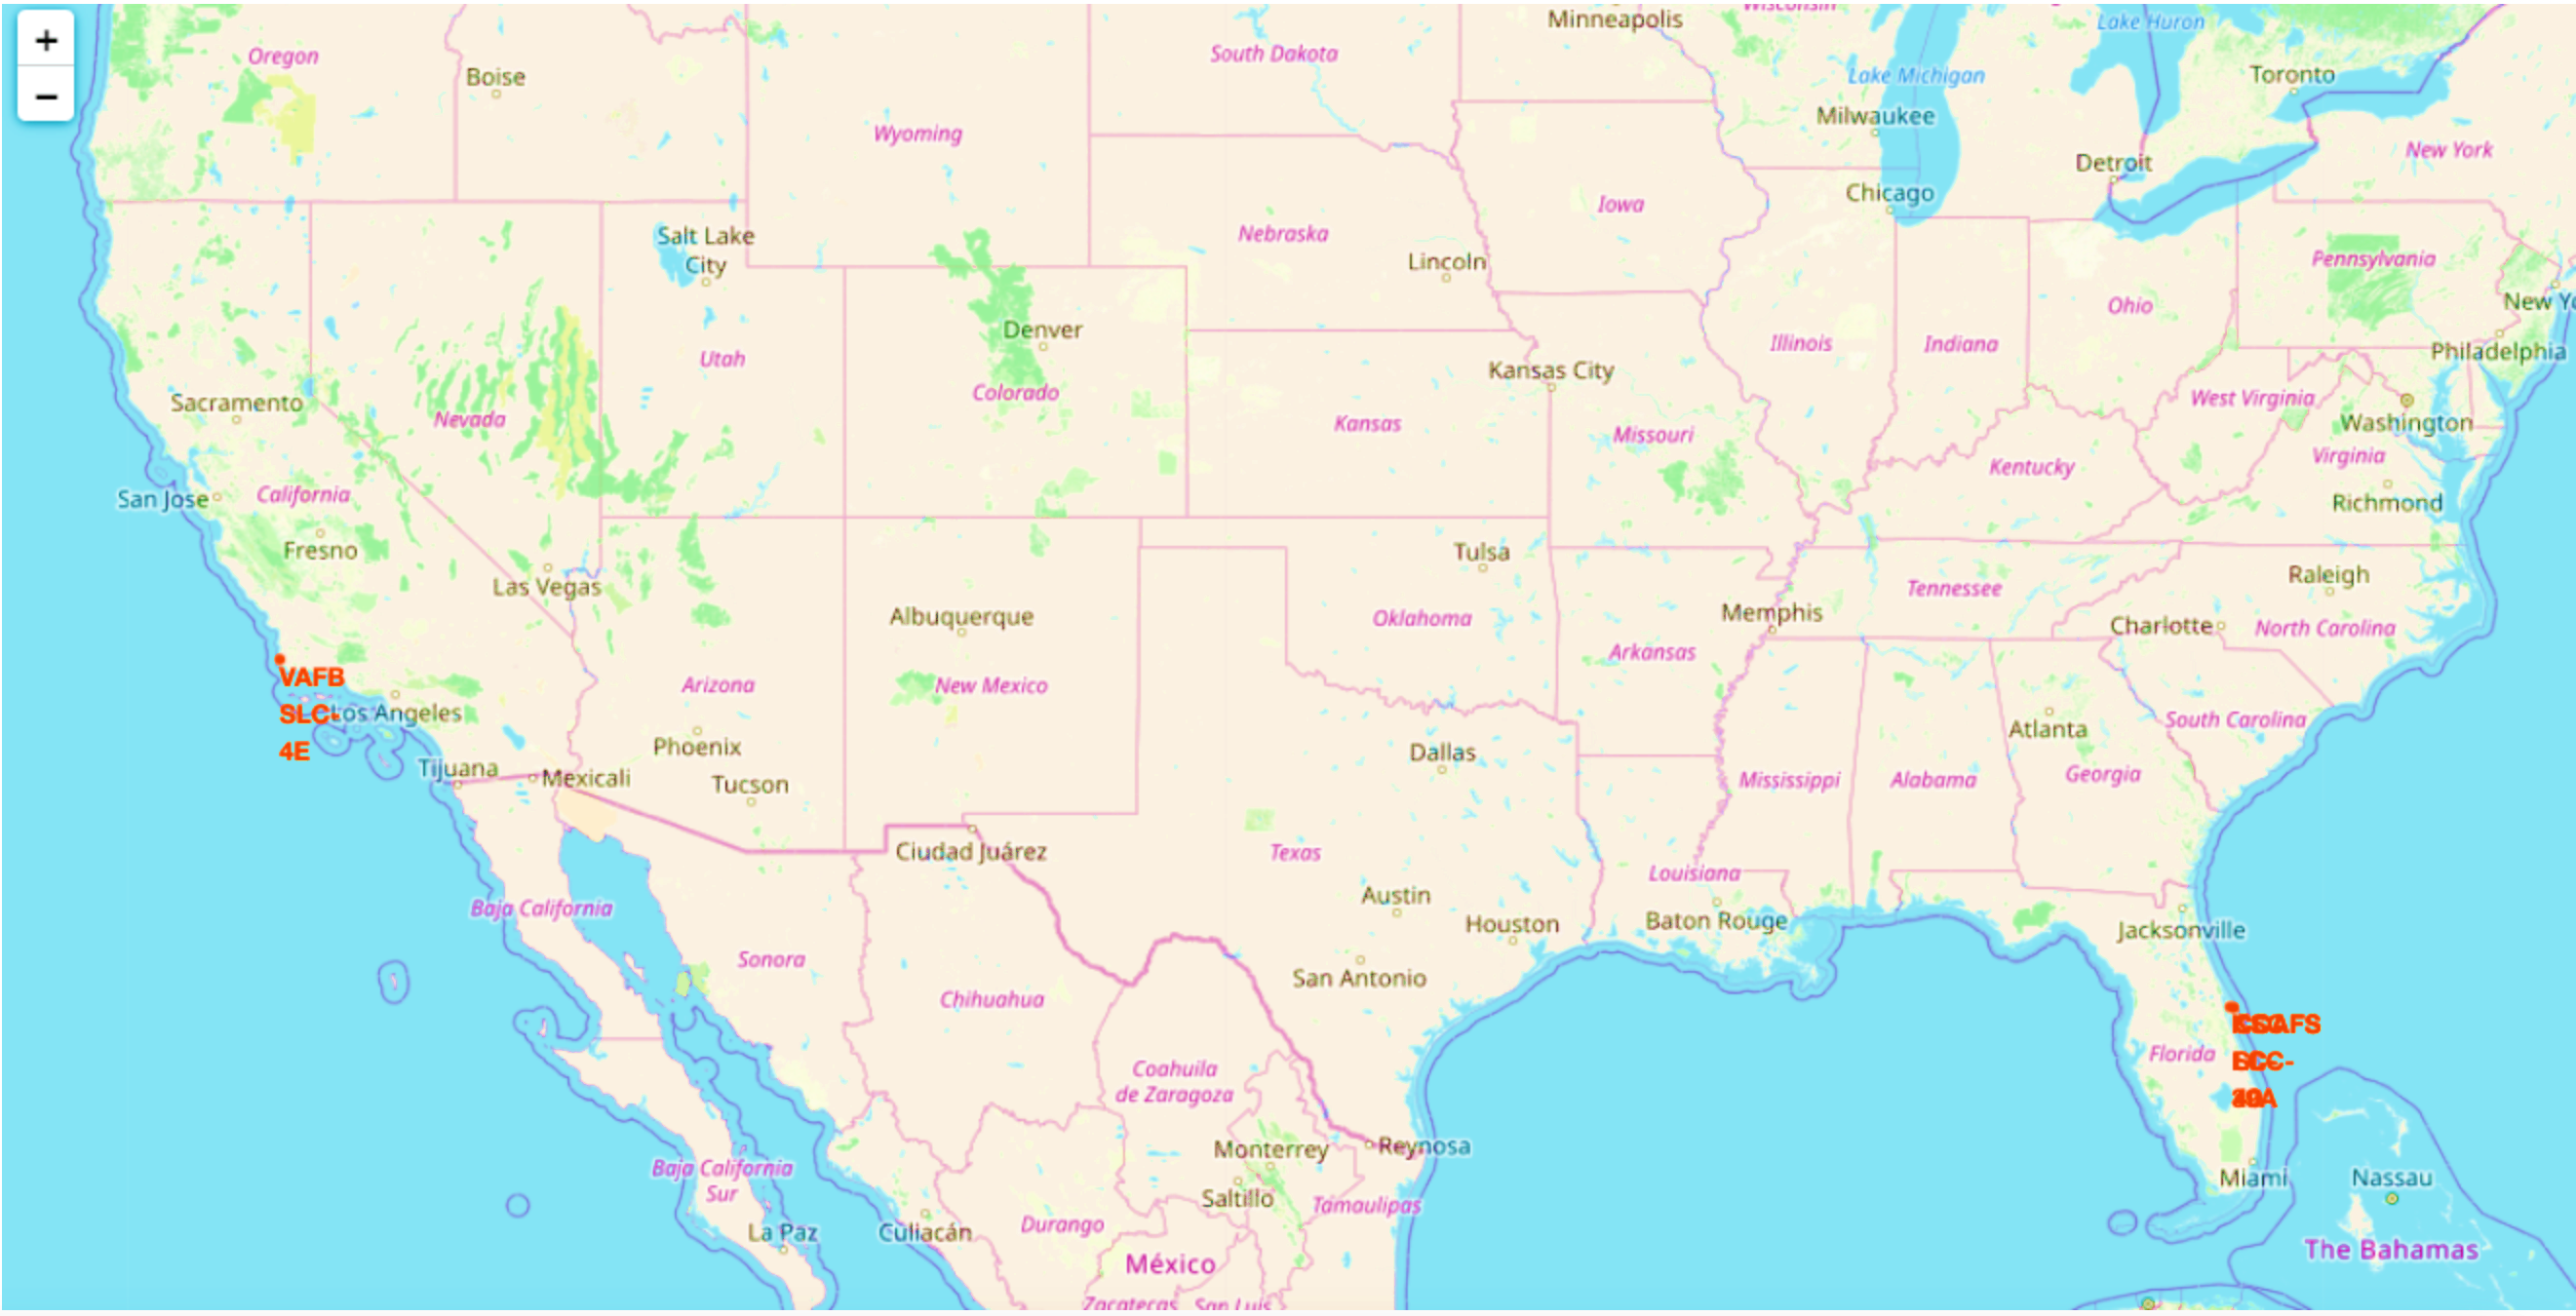 +
−
Oregon
Boise
South Dakota
Minneapolis
Lake Huron
Toronto
Lake Michigan
Milwaukee
Wyoming
New York
Detroit
Chicago
Iowa
Nebraska
Salt Lake
City
Lincoln
Pennsylvania
Ohio
Denver
Illinois
Indiana
Utah
Philadelphia
Kansas City
Colorado
West Virginia
Sacramento
Nevada
Kansas
Missouri
Washington
Virginia
Kentucky
San Jose
California
Richmond
Fresno
Tulsa
Las Vegas
Tennessee
Raleigh
Albuquerque
Oklahoma
Memphis
Charlotte
North Carolina
Arkansas
VAFB
SLC-
4E
Los Angeles
Arizona
New Mexico
South Carolina
Atlanta
Phoenix
Dallas
Tijuana
Mexicali
Tucson
Mississippi
Alabama
Georgia
Ciudad Juárez
Texas
Louisiana
Austin
Baja California
Houston
Baton Rouge
Jacksonville
Sonora
San Antonio
Chihuahua
Florida
Coahuila
de Zaragoza
Monterrey
Reynosa
Baja California
Sur
Saltillo
Tamaulipas
Miami
Nassau
La Paz
Culiacán
Durango
México
The Bahamas